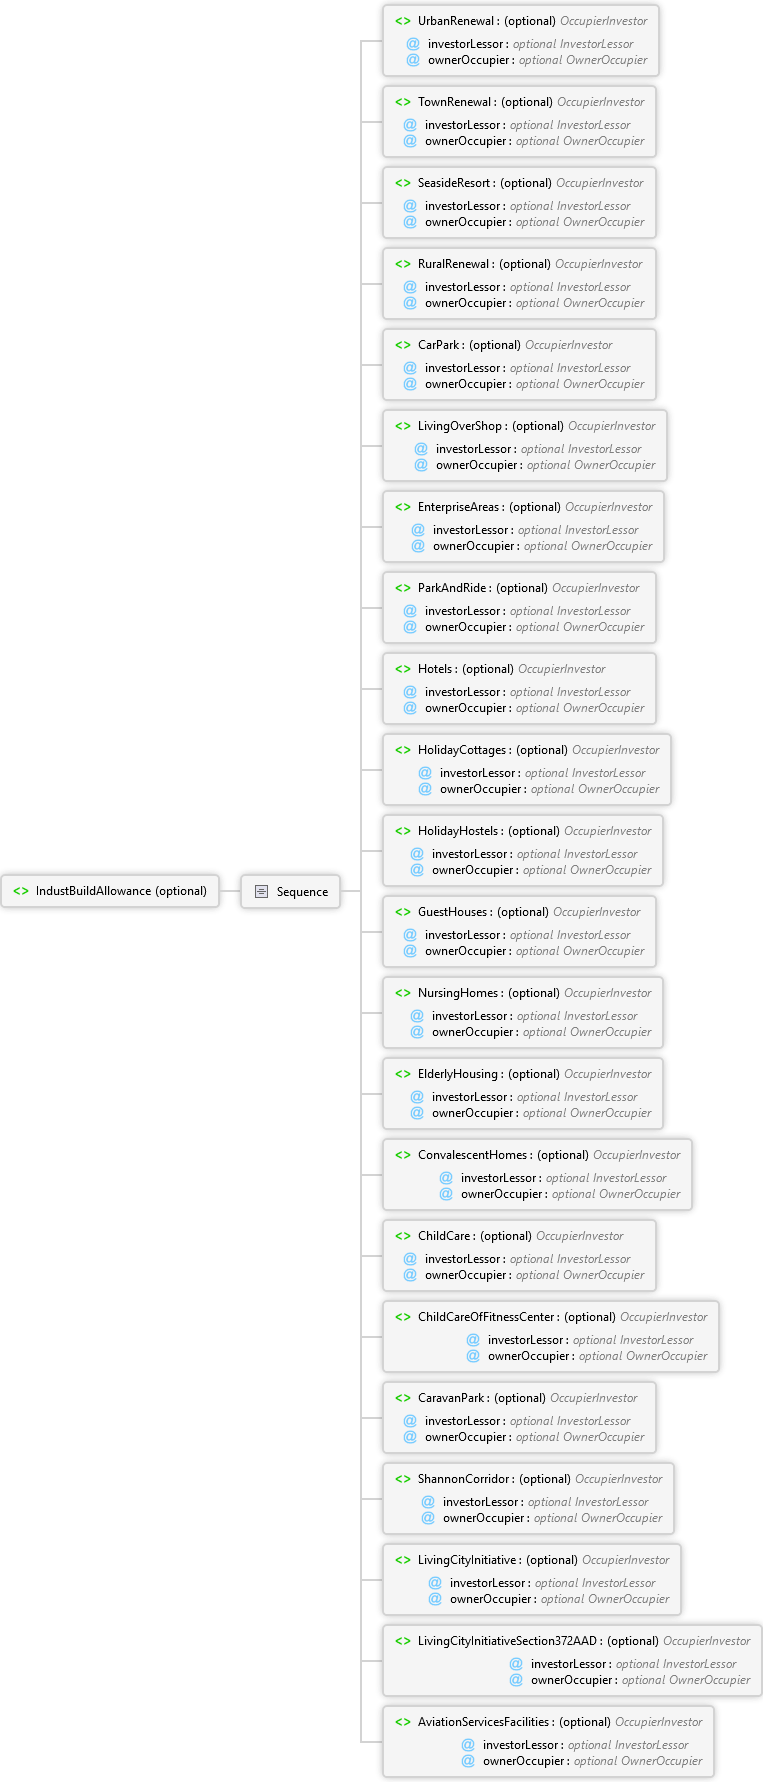 <> UrbanRenewal : (optional) OccupierInvestor
@ investorLessor : optional InvestorLessor
@ ownerOccupier : optional OwnerOccupier
<> TownRenewal : (optional) OccupierInvestor
@ investorLessor : optional InvestorLessor
@ ownerOccupier : optional OwnerOccupier
<> SeasideResort : (optional) OccupierInvestor
@ investorLessor : optional InvestorLessor
@ ownerOccupier : optional OwnerOccupier
<> RuralRenewal : (optional) OccupierInvestor
@ investorLessor : optional InvestorLessor
@ ownerOccupier : optional OwnerOccupier
<> CarPark : (optional) OccupierInvestor
@ investorLessor : optional InvestorLessor
@ ownerOccupier : optional OwnerOccupier
<> LivingOverShop : (optional) OccupierInvestor
@ investorLessor : optional InvestorLessor
@ ownerOccupier : optional OwnerOccupier
<> EnterpriseAreas : (optional) OccupierInvestor
@ investorLessor : optional InvestorLessor
@ ownerOccupier : optional OwnerOccupier
<> ParkAndRide : (optional) OccupierInvestor
@ investorLessor : optional InvestorLessor
@ ownerOccupier : optional OwnerOccupier
<> Hotels : (optional) OccupierInvestor
@ investorLessor : optional InvestorLessor
@ ownerOccupier : optional OwnerOccupier
<> HolidayCottages : (optional) OccupierInvestor
@ investorLessor : optional InvestorLessor
@ ownerOccupier : optional OwnerOccupier
<> HolidayHostels : (optional) OccupierInvestor
@ investorLessor : optional InvestorLessor
@ ownerOccupier : optional OwnerOccupier
<> IndustBuildAllowance (optional)
Sequence
<> GuestHouses : (optional) OccupierInvestor
@ investorLessor : optional InvestorLessor
@ ownerOccupier : optional OwnerOccupier
<> NursingHomes : (optional) OccupierInvestor
@ investorLessor : optional InvestorLessor
@ ownerOccupier : optional OwnerOccupier
<> ElderlyHousing : (optional) OccupierInvestor
@ investorLessor : optional InvestorLessor
@ ownerOccupier : optional OwnerOccupier
<> ConvalescentHomes : (optional) OccupierInvestor
@ investorLessor : optional InvestorLessor
@ ownerOccupier : optional OwnerOccupier
<> ChildCare : (optional) OccupierInvestor
@ investorLessor : optional InvestorLessor
@ ownerOccupier : optional OwnerOccupier
<> ChildCareOfFitnessCenter : (optional) OccupierInvestor
@ investorLessor : optional InvestorLessor
@ ownerOccupier : optional OwnerOccupier
<> CaravanPark : (optional) OccupierInvestor
@ investorLessor : optional InvestorLessor
@ ownerOccupier : optional OwnerOccupier
<> ShannonCorridor : (optional) OccupierInvestor
@ investorLessor : optional InvestorLessor
@ ownerOccupier : optional OwnerOccupier
<> LivingCityInitiative : (optional) OccupierInvestor
@ investorLessor : optional InvestorLessor
@ ownerOccupier : optional OwnerOccupier
<> LivingCityInitiativeSection372AAD : (optional) OccupierInvestor
@ investorLessor : optional InvestorLessor
@ ownerOccupier : optional OwnerOccupier
<> AviationServicesFacilities : (optional) OccupierInvestor
@ investorLessor : optional InvestorLessor
@ ownerOccupier : optional OwnerOccupier